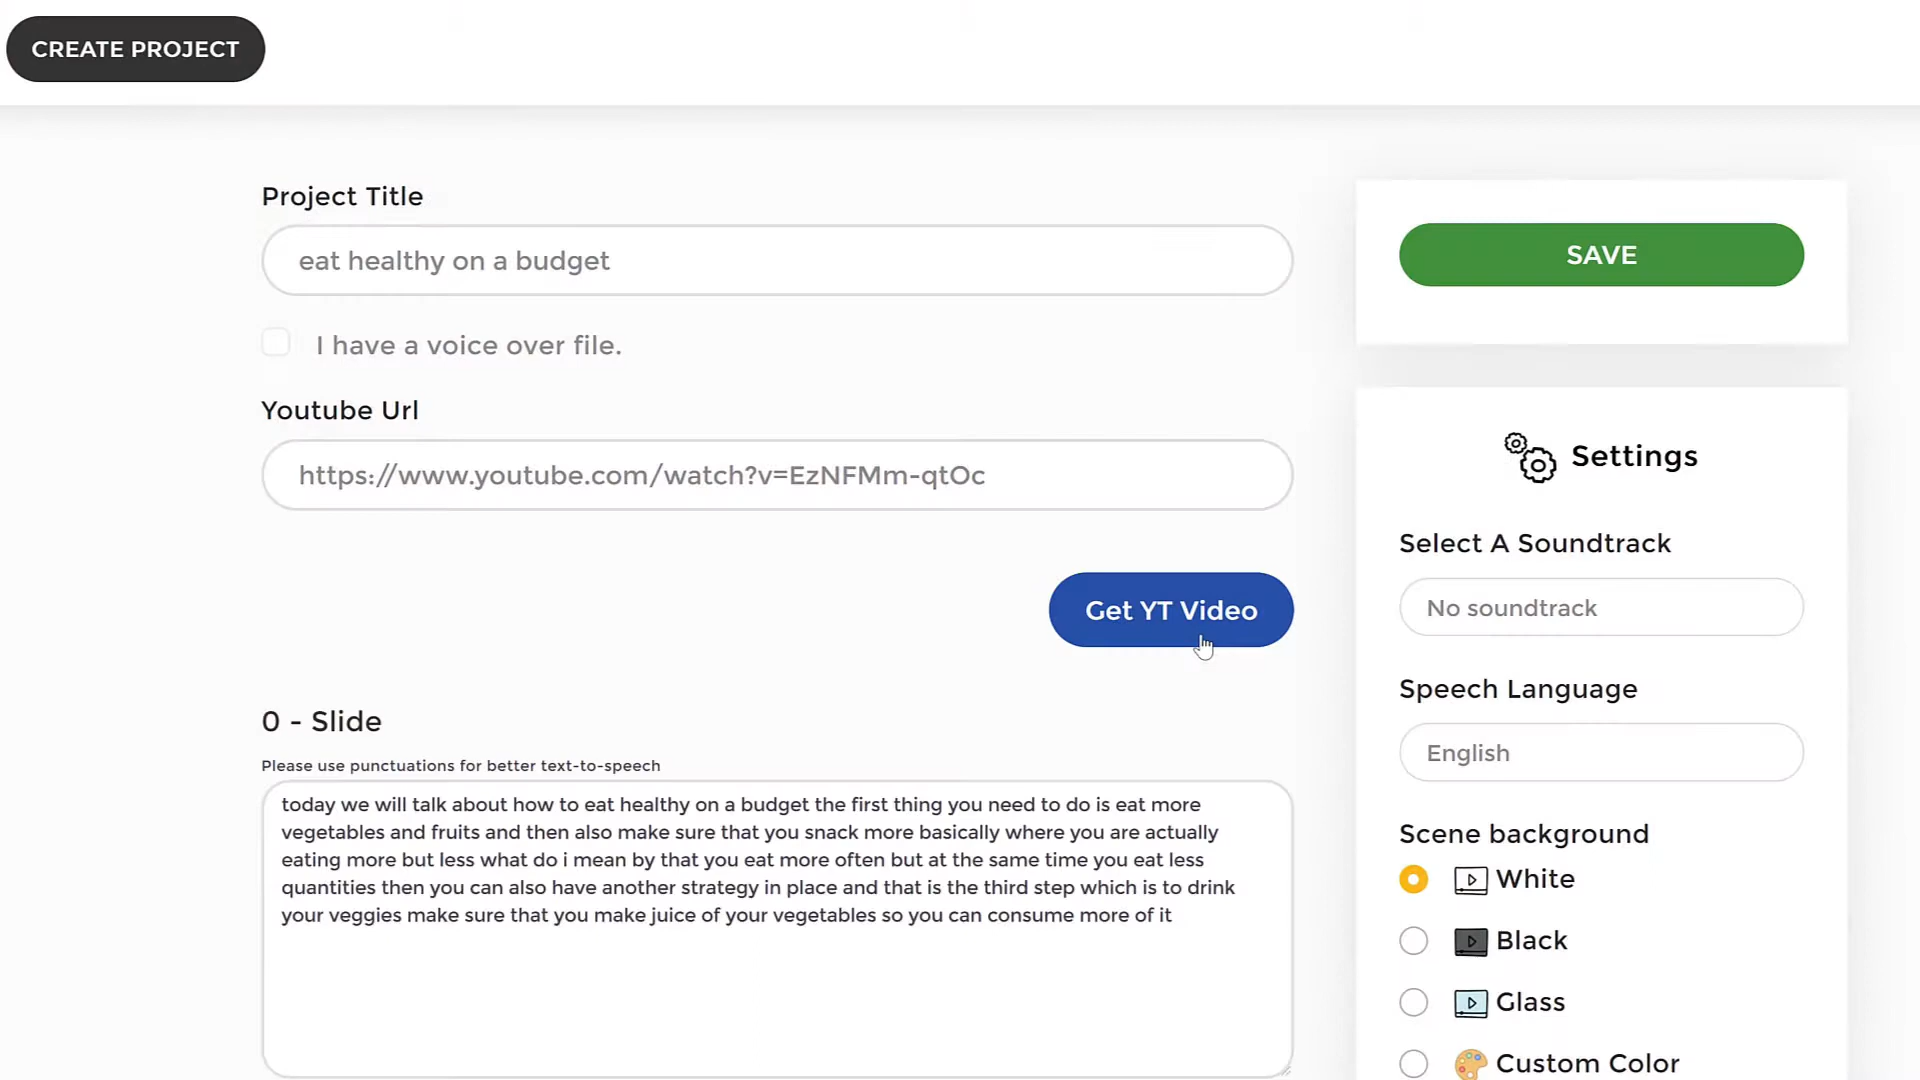 CREATE PROJECT
Project Title
eat healthy on a budget
I have a voice over file.
Youtube Url
https://www.youtube.com/watch?v=EzNFMm-qtOc
Get YT Video
0 - Slide
Please use punctuations for better text-to-speech
today we will talk about how to eat healthy on a budget the first thing you need to do is eat more
vegetables and fruits and then also make sure that you snack more basically where you are actually
eating more but less what do i mean by that you eat more often but at the same time you eat less
quantities then you can also have another strategy in place and that is the third step which is to drink
your veggies make sure that you make juice of your vegetables so you can consume more of it
SAVE
Settings
Select A Soundtrack
No soundtrack
Speech Language
English
Scene background
White
Black
Glass
Custom Color